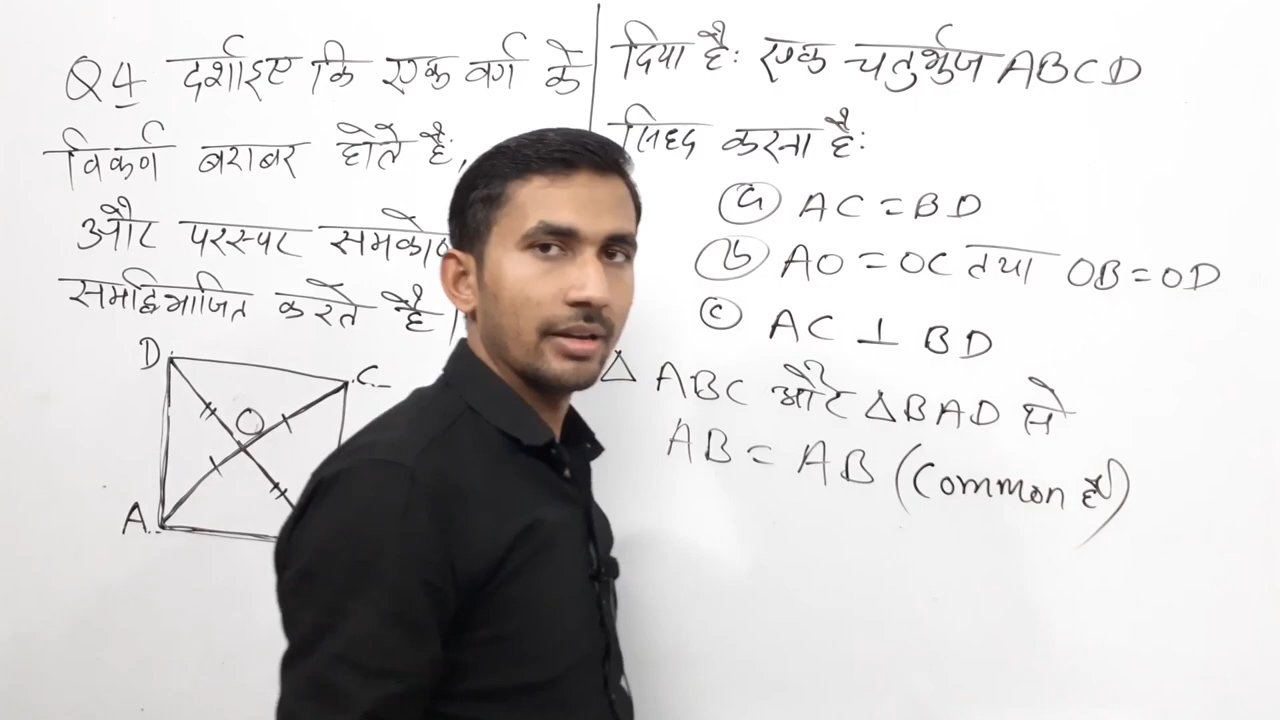 Q4 दर्शाइए कि एक वर्ग के
विकर्ण बराबर होते हैं,
और परस्पर
समद्विभाजित करते हैं।
D
C
O
A
दिया है: एक चतुर्भुज ABCD
सिध्द करना है:
(a) AC = BD
(b) AO = OC तथा OB = OD
(c) AC ⊥ BD
△ ABC और △BAD से
AB = AB (Common है)